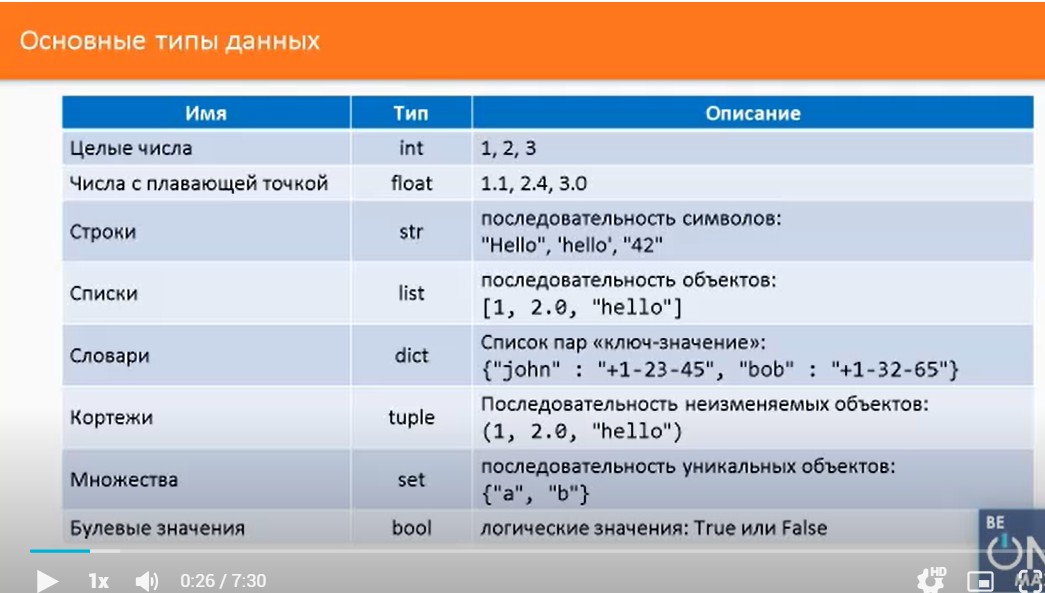 Основные типы данных
Имя Тип Описание
Целые числа int 1, 2, 3
Числа с плавающей точкой float 1.1, 2.4, 3.0
Строки str последовательность символов:
"Hello", 'hello', "42"
Списки list последовательность объектов:
[1, 2.0, "hello"]
Словари dict Список пар «ключ-значение»:
{"john" : "+1-23-45", "bob" : "+1-32-65"}
Кортежи tuple Последовательность неизменяемых объектов:
(1, 2.0, "hello")
Множества set последовательность уникальных объектов:
{"a", "b"}
Булевые значения bool логические значения: True или False
BE
ON
1x 0:26 / 7:30 HD